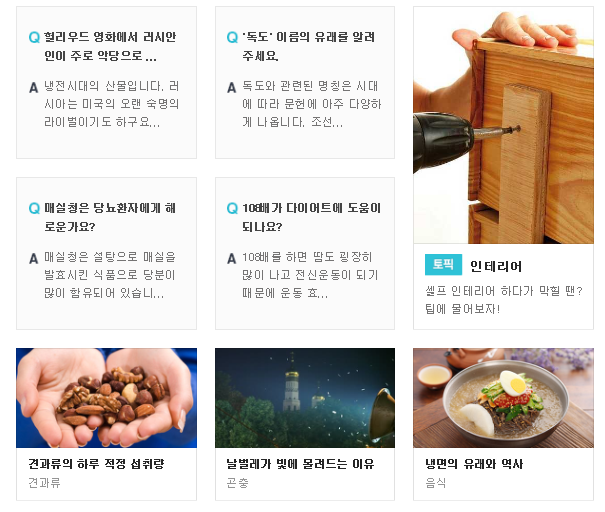 Q 헐리우드 영화에서 러시안
인이 주로 악당으로 ...
A 냉전시대의 산물입니다. 러
시아는 미국의 오랜 숙명의
라이벌이기도 하구요...
Q '독도' 이름의 유래를 알려
주세요.
A 독도와 관련된 명칭은 시대
에 따라 문헌에 아주 다양하
게 나옵니다. 조선...
Q 매실청은 당뇨환자에게 해
로운가요?
A 매실청은 설탕으로 매실을
발효시킨 식품으로 당분이
많이 함유되어 있습니...
Q 108배가 다이어트에 도움이
되나요?
A 108배를 하면 땀도 굉장히
많이 나고 전신운동이 되기
때문에 운동 효...
토픽 인테리어
셀프 인테리어 하다가 막힐 땐?
팁에 물어보자!
견과류의 하루 적정 섭취량
견과류
날벌레가 빛에 몰려드는 이유
곤충
냉면의 유래와 역사
음식